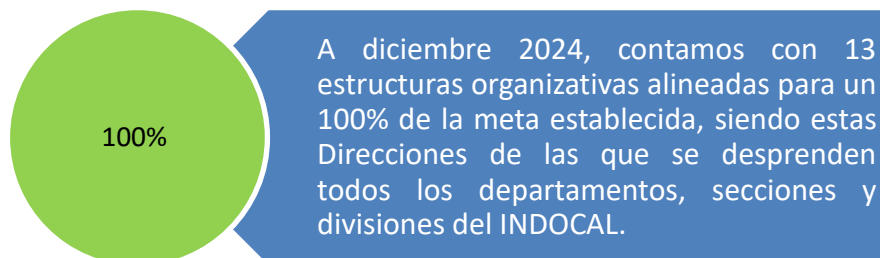 100%
A diciembre 2024, contamos con 13
estructuras organizativas alineadas para un
100% de la meta establecida, siendo estas
Direcciones de las que se desprenden
todos los departamentos, secciones y
divisiones del INDOCAL.